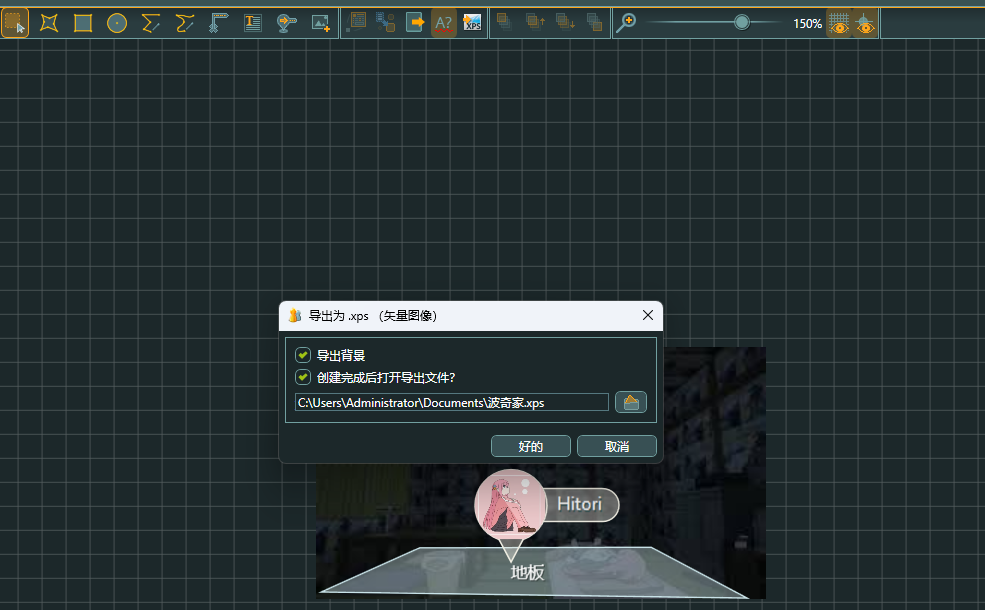 A?
XPS
150%
导出为 .xps （矢量图像）
导出背景
创建完成后打开导出文件?
C:\Users\Administrator\Documents\波奇家.xps
好的
取消
Hitori
地板